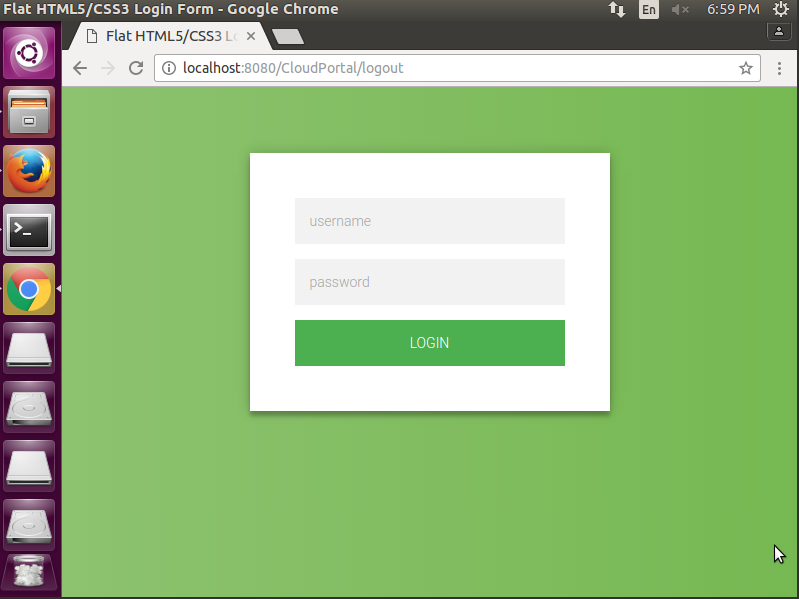 Flat HTML5/CSS3 Login Form - Google Chrome
En
6:59 PM
Flat HTML5/CSS3 Lo
localhost:8080/CloudPortal/logout
username
password
LOGIN